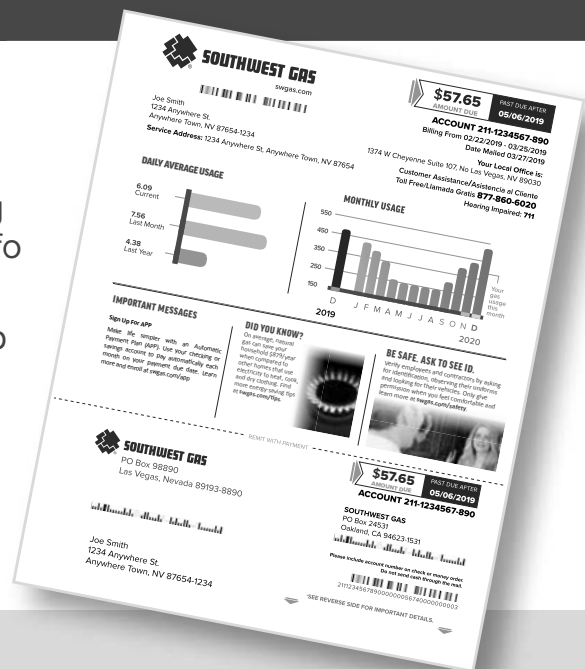 g
fo
o
SOUTHWEST GAS
swgas.com
Joe Smith
1234 Anywhere St.
Anywhere Town, NV 87654-1234
Service Address: 1234 Anywhere St, Anywhere Town, NV 87654
$57.65
AMOUNT DUE
PAST DUE AFTER
05/06/2019
ACCOUNT 211-1234567-890
Billing From 02/22/2019 - 03/25/2019
Date Mailed 03/27/2019
Your Local Office is:
1374 W Cheyenne Suite 107, No Las Vegas, NV 89030
Customer Assistance/Asistencia al Cliente
Toll Free/Llamada Gratis 877-860-6020
Hearing Impaired: 711
DAILY AVERAGE USAGE
6.09
Current
7.56
Last Month
4.38
Last Year
MONTHLY USAGE
550
450
350
250
150
D J F M A M J J A S O N D
2019
2020
Your
gas
usage
this
month
IMPORTANT MESSAGES
Sign Up For APP
Make life simpler with an Automatic
Payment Plan (APP). Use your checking or
savings account to pay automatically each
month on your payment due date. Learn
more and enroll at swgas.com/app
DID YOU KNOW?
On average, natural
gas can save your
household $879/year
when compared to
other homes that use
electricity to heat, cook,
and dry clothing. Find
more energy-saving tips
at swgas.com/tips.
BE SAFE. ASK TO SEE ID.
Verify employees and contractors by asking
for identification, observing their uniforms
and looking for their vehicles. Only give
permission when you feel comfortable and
learn more at swgas.com/safety.
REMIT WITH PAYMENT
SOUTHWEST GAS
PO Box 98890
Las Vegas, Nevada 89193-8890
Joe Smith
1234 Anywhere St.
Anywhere Town, NV 87654-1234
$57.65
AMOUNT DUE
PAST DUE AFTER
05/06/2019
ACCOUNT 211-1234567-890
SOUTHWEST GAS
PO Box 24531
Oakland, CA 94623-1531
Please include account number on check or money order.
Do not send cash through the mail.
*SEE REVERSE SIDE FOR IMPORTANT DETAILS.